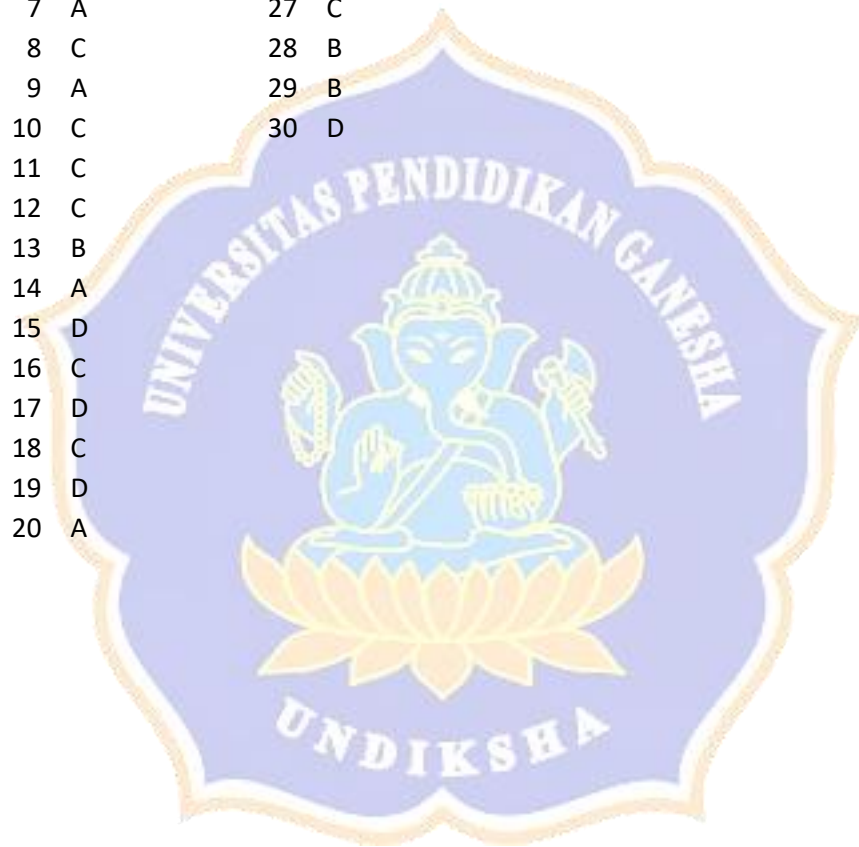 7 A 27 C
8 C 28 B
9 A 29 B
10 C 30 D
11 C
12 C
13 B
14 A
15 D
16 C
17 D
18 C
19 D
20 A
UNIVERSITAS PENDIDIKAN GANESHA
UNDIKSHA